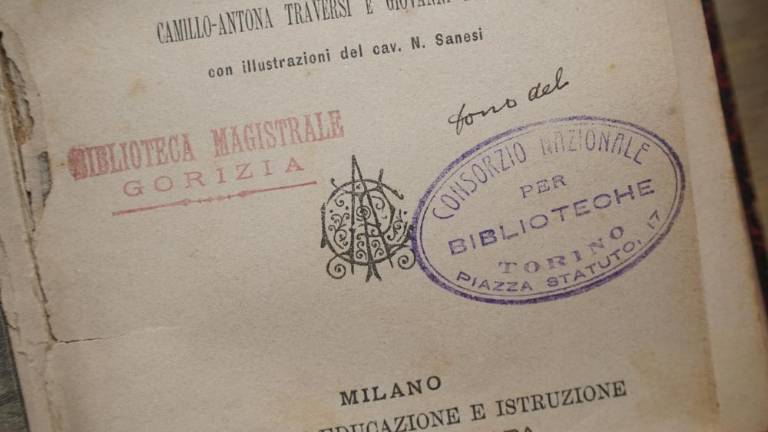 CAMILLO-ANTONA TRAVERSI E GIOVANNI
con illustrazioni del cav. N. Sanesi
BIBLIOTECA MAGISTRALE
GORIZIA
del
CONSORZIO NAZIONALE
PER
BIBLIOTECHE
TORINO
PIAZZA STATUTO, 17
MILANO
EDUCAZIONE E ISTRUZIONE